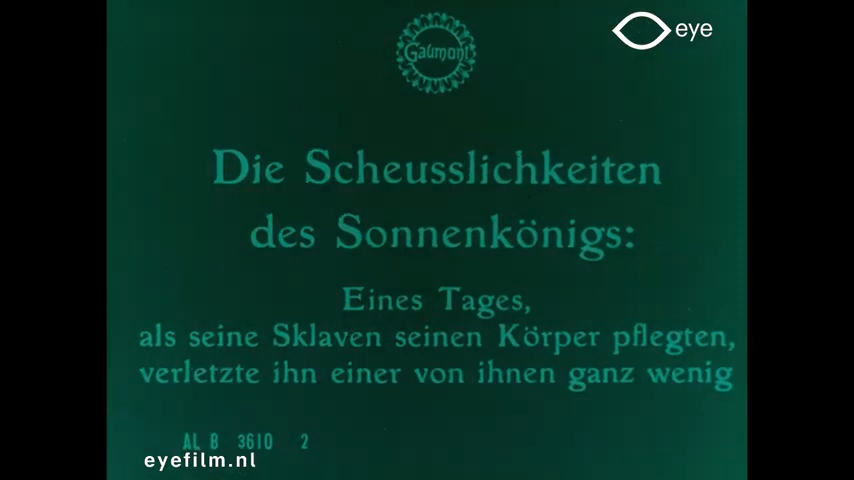 Gaumont
eye
Die Scheusslichkeiten
des Sonnenkönigs:
Eines Tages,
als seine Sklaven seinen Körper pflegten,
verletzte ihn einer von ihnen ganz wenig
AL B 3610 2
eyefilm.nl